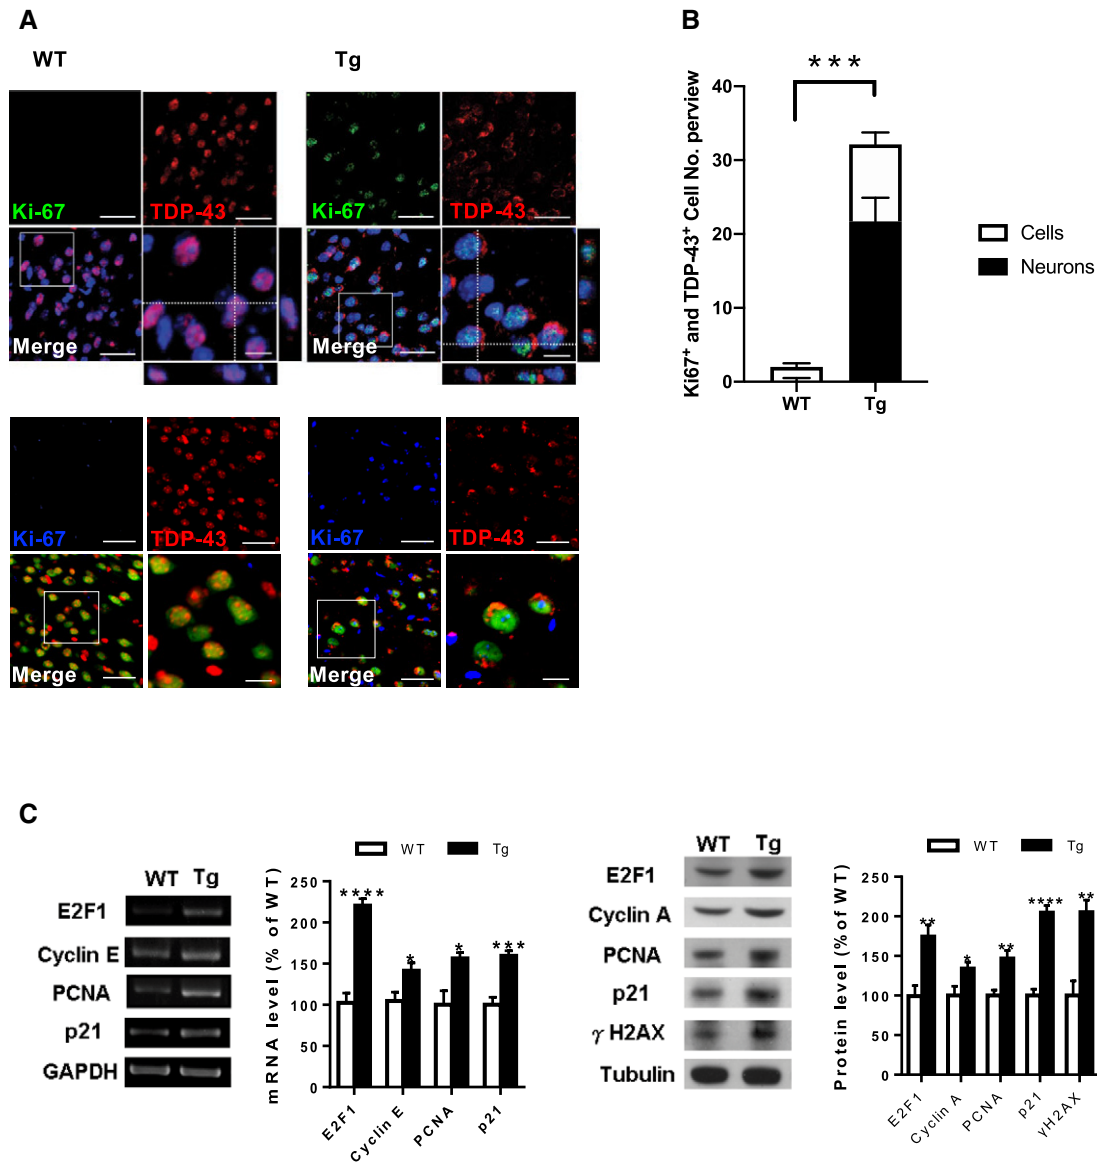 A
WT
Tg
Ki-67
TDP-43
Ki-67
TDP-43
Merge
Merge
Ki-67
TDP-43
Ki-67
TDP-43
Merge
Merge
B
***
Ki67+ and TDP-43+ Cell No. perview
40
30
20
10
0
WT
Tg
Cells
Neurons
C
WT Tg
E2F1
Cyclin E
PCNA
p21
GAPDH
WT
Tg
mRNA level (% of WT)
250
200
150
100
50
0
****
*
*
***
E2F1
Cyclin E
PCNA
p21
WT Tg
E2F1
Cyclin A
PCNA
p21
γ H2AX
Tubulin
WT
Tg
Protein level (% of WT)
250
200
150
100
50
0
**
*
**
****
**
E2F1
Cyclin A
PCNA
p21
γH2AX